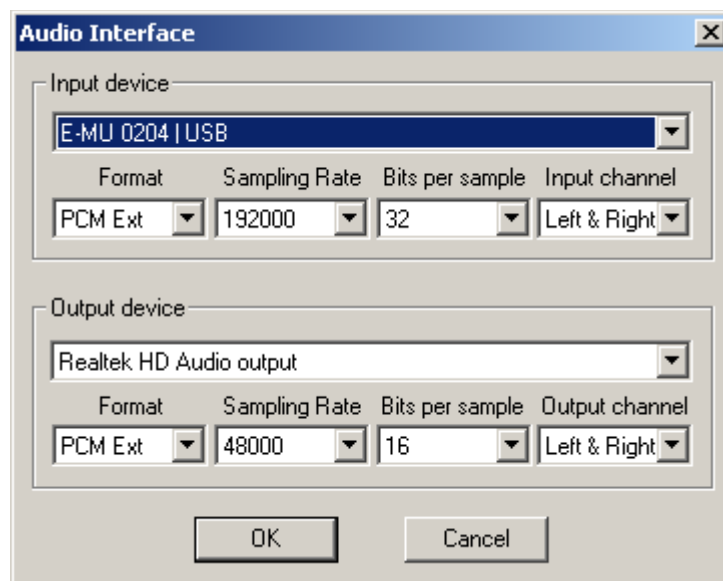 Audio Interface
Input device
E-MU 0204 | USB
Format Sampling Rate Bits per sample Input channel
PCM Ext 192000 32 Left & Right
Output device
Realtek HD Audio output
Format Sampling Rate Bits per sample Output channel
PCM Ext 48000 16 Left & Right
OK Cancel